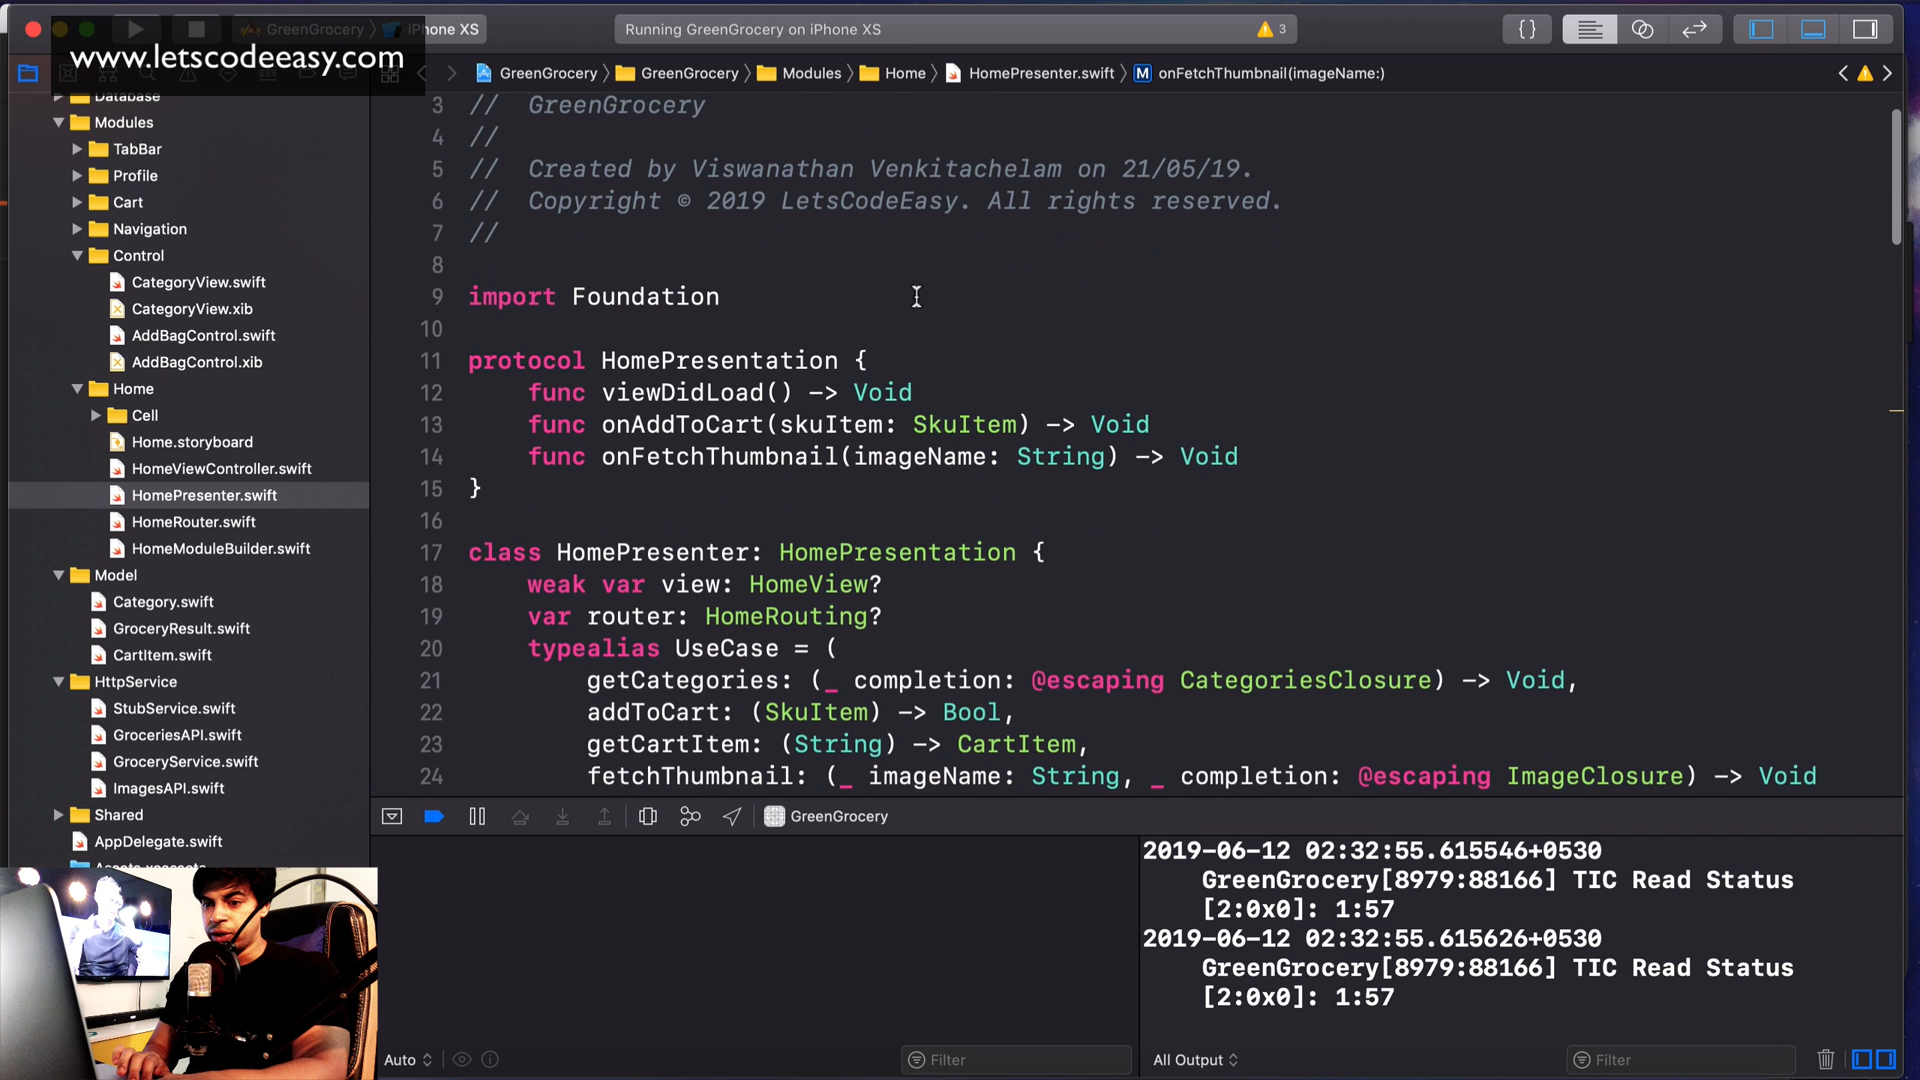 GreenGrocery iPhone XS
Running GreenGrocery on iPhone XS
3
{}
www.letscodeeasy.com
GreenGrocery
GreenGrocery
Modules
Home
HomePresenter.swift
M
onFetchThumbnail(imageName:)
Database
Modules
TabBar
Profile
Cart
Navigation
Control
CategoryView.swift
CategoryView.xib
AddBagControl.swift
AddBagControl.xib
Home
Cell
Home.storyboard
HomeViewController.swift
HomePresenter.swift
HomeRouter.swift
HomeModuleBuilder.swift
Model
Category.swift
GroceryResult.swift
CartItem.swift
HttpService
StubService.swift
GroceriesAPI.swift
GroceryService.swift
ImagesAPI.swift
Shared
AppDelegate.swift
3 // GreenGrocery
4 //
5 // Created by Viswanathan Venkitachelam on 21/05/19.
6 // Copyright © 2019 LetsCodeEasy. All rights reserved.
7 //
8
9 import Foundation
10
11 protocol HomePresentation {
12 func viewDidLoad() -> Void
13 func onAddToCart(skuItem: SkuItem) -> Void
14 func onFetchThumbnail(imageName: String) -> Void
15 }
16
17 class HomePresenter: HomePresentation {
18 weak var view: HomeView?
19 var router: HomeRouting?
20 typealias UseCase = (
21 getCategories: (_ completion: @escaping CategoriesClosure) -> Void,
22 addToCart: (SkuItem) -> Bool,
23 getCartItem: (String) -> CartItem,
24 fetchThumbnail: (_ imageName: String, _ completion: @escaping ImageClosure) -> Void
GreenGrocery
2019-06-12 02:32:55.615546+0530
GreenGrocery[8979:88166] TIC Read Status
[2:0x0]: 1:57
2019-06-12 02:32:55.615626+0530
GreenGrocery[8979:88166] TIC Read Status
[2:0x0]: 1:57
Auto
Filter
All Output
Filter